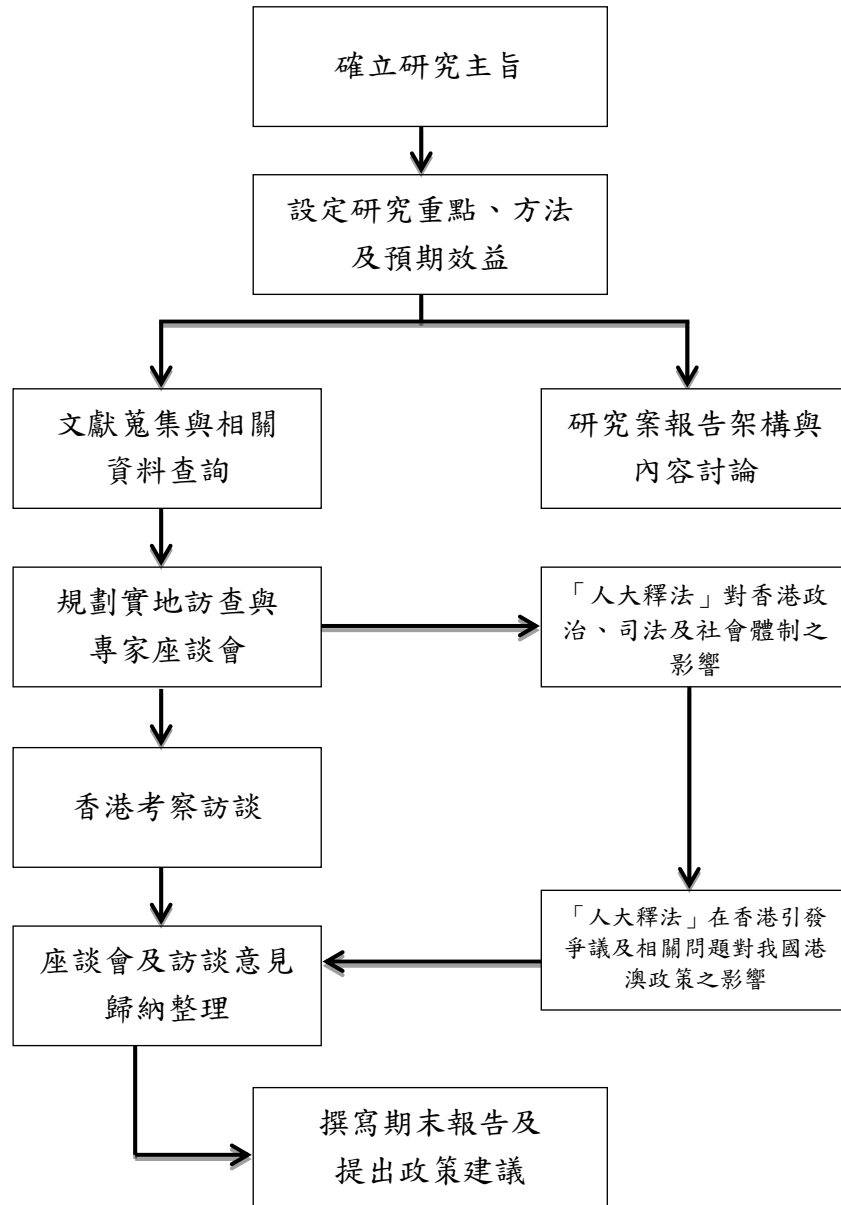 確立研究主旨
設定研究重點、方法
及預期效益
文獻蒐集與相關
資料查詢
研究案報告架構與
內容討論
規劃實地訪查與
專家座談會
「人大釋法」對香港政
治、司法及社會體制之
影響
香港考察訪談
座談會及訪談意見
歸納整理
「人大釋法」在香港引發
爭議及相關問題對我國港
澳政策之影響
撰寫期末報告及
提出政策建議